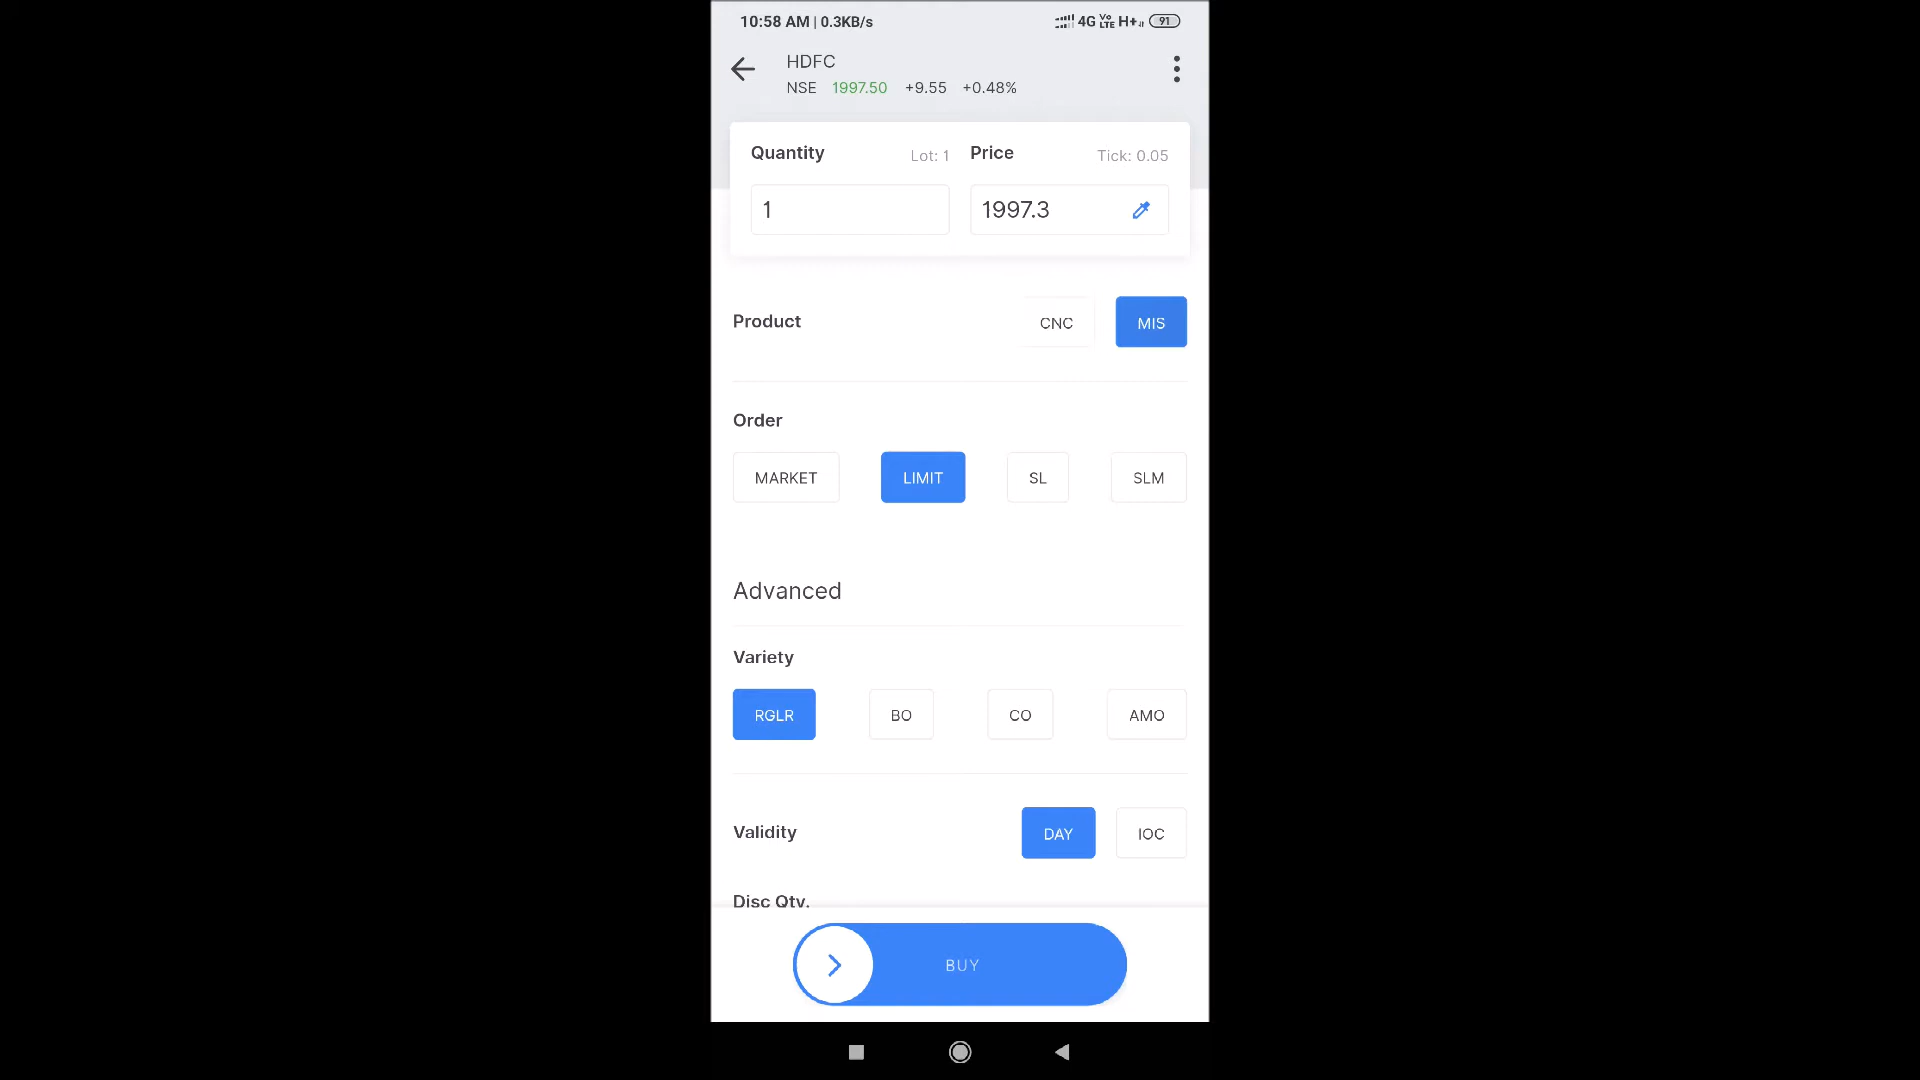 10:58 AM | 0.3KB/s 4G Vo LTE H+ 91
HDFC
NSE 1997.50 +9.55 +0.48%
Quantity Lot: 1 Price Tick: 0.05
1 1997.3
Product CNC MIS
Order
MARKET LIMIT SL SLM
Advanced
Variety
RGLR BO CO AMO
Validity DAY IOC
Disc Qty.
BUY